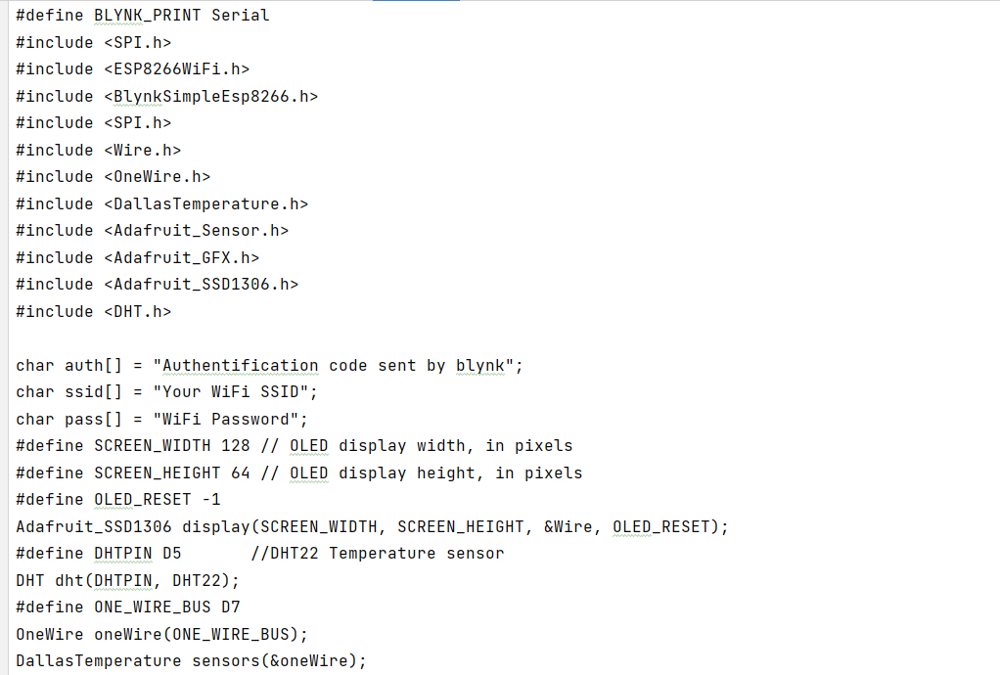 #define BLYNK_PRINT Serial
#include <SPI.h>
#include <ESP8266WiFi.h>
#include <BlynkSimpleEsp8266.h>
#include <SPI.h>
#include <Wire.h>
#include <OneWire.h>
#include <DallasTemperature.h>
#include <Adafruit_Sensor.h>
#include <Adafruit_GFX.h>
#include <Adafruit_SSD1306.h>
#include <DHT.h>

char auth[] = "Authentification code sent by blynk";
char ssid[] = "Your WiFi SSID";
char pass[] = "WiFi Password";
#define SCREEN_WIDTH 128 // OLED display width, in pixels
#define SCREEN_HEIGHT 64 // OLED display height, in pixels
#define OLED_RESET -1
Adafruit_SSD1306 display(SCREEN_WIDTH, SCREEN_HEIGHT, &Wire, OLED_RESET);
#define DHTPIN D5       //DHT22 Temperature sensor
DHT dht(DHTPIN, DHT22);
#define ONE_WIRE_BUS D7
OneWire oneWire(ONE_WIRE_BUS);
DallasTemperature sensors(&oneWire);